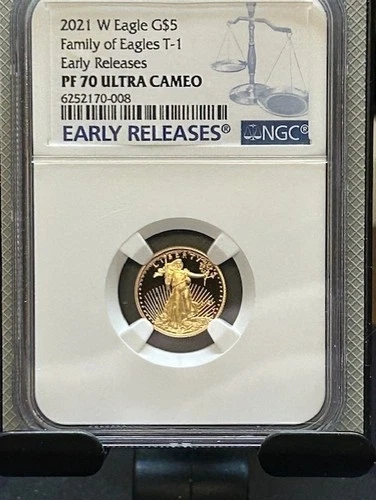 2021 W Eagle G$5
Family of Eagles T-1
Early Releases
PF 70 ULTRA CAMEO
6252170-008
EARLY RELEASES®
NGC®
LIBERTY